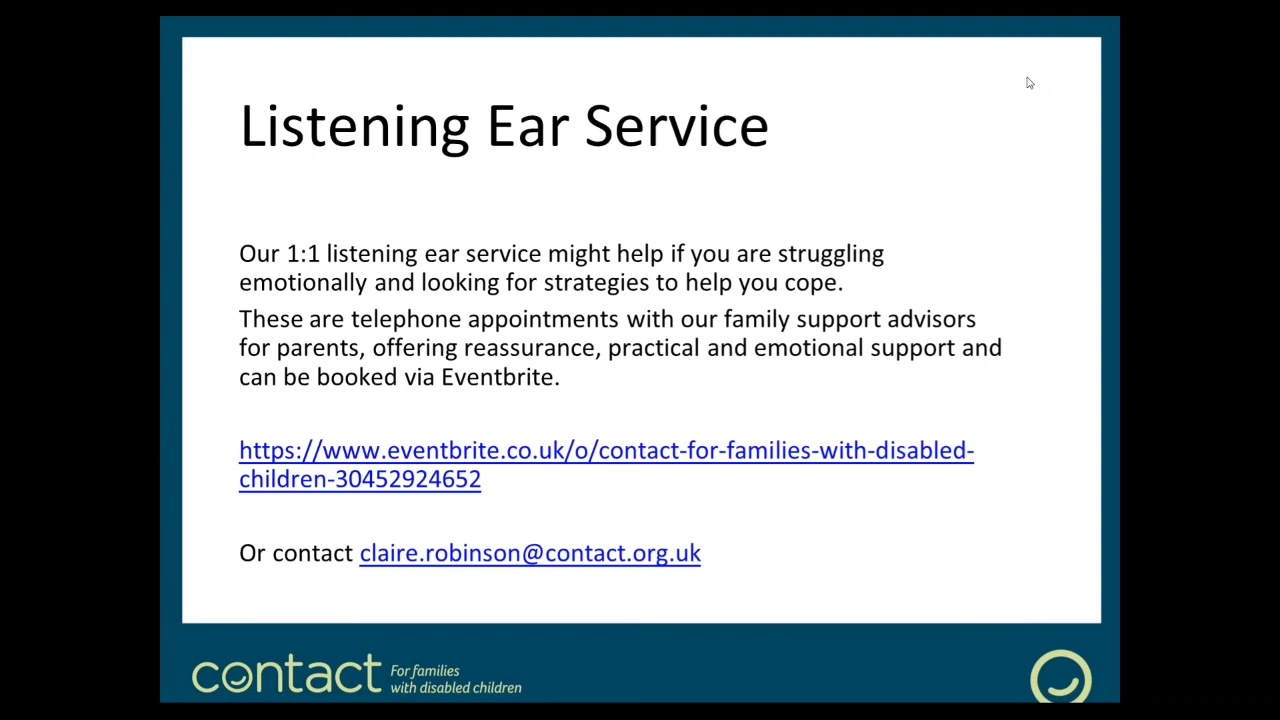 Listening Ear Service
Our 1:1 listening ear service might help if you are struggling
emotionally and looking for strategies to help you cope.
These are telephone appointments with our family support advisors
for parents, offering reassurance, practical and emotional support and
can be booked via Eventbrite.
https://www.eventbrite.co.uk/o/contact-for-families-with-disabled-
children-30452924652
Or contact claire.robinson@contact.org.uk
contact For families
with disabled children